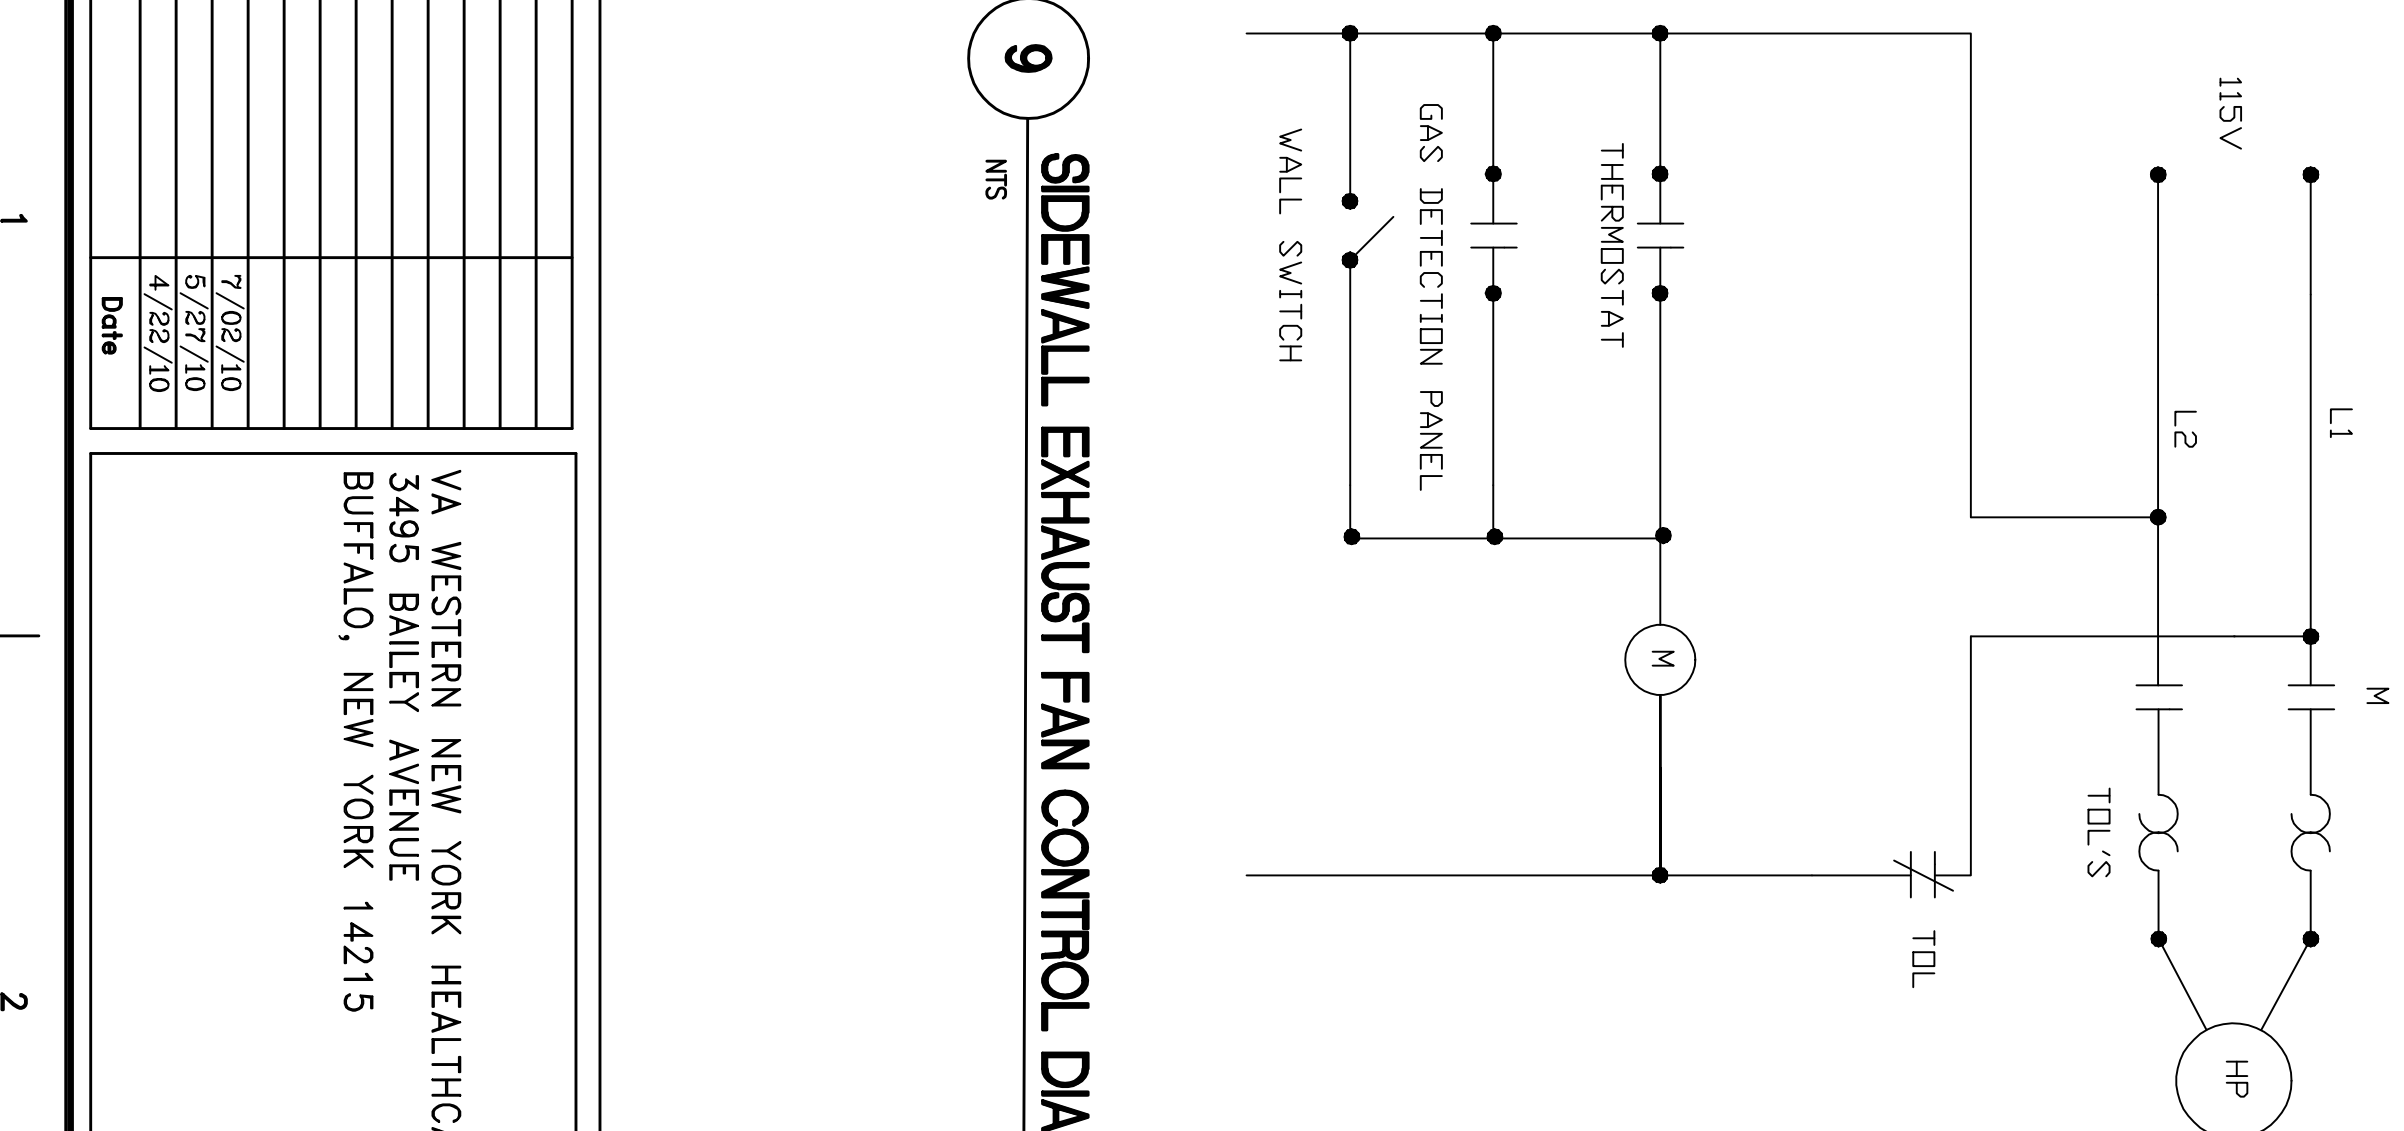 115V
L1
L2
M
TOL'S
HP
TOL
THERMOSTAT
M
GAS DETECTION PANEL
WALL SWITCH
9
SIDEWALL EXHAUST FAN CONTROL DIA
NTS
7/02/10
5/27/10
4/22/10
Date
VA WESTERN NEW YORK HEALTHC
3495 BAILEY AVENUE
BUFFALO, NEW YORK 14215
1
2